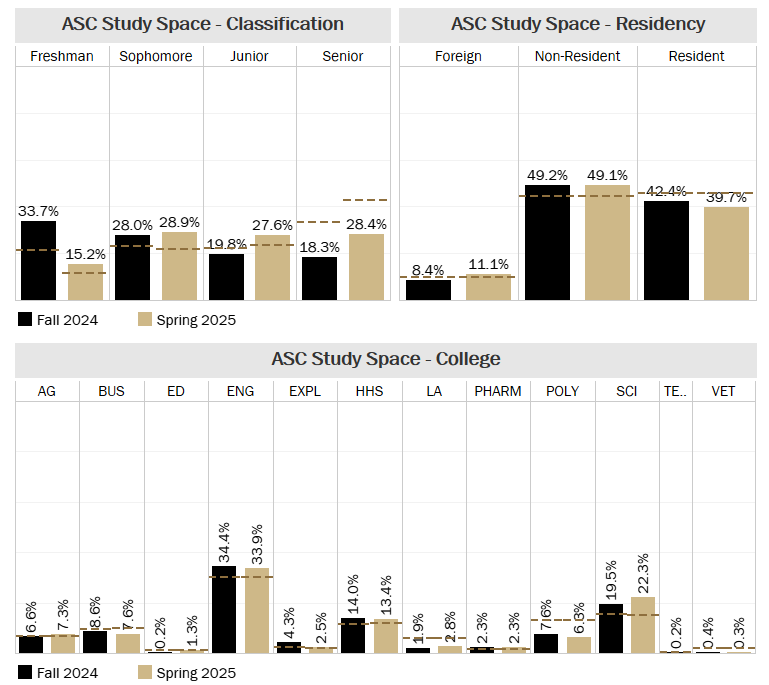 ASC Study Space - Classification
Freshman Sophomore Junior Senior
33.7% 15.2% 28.0% 28.9% 19.8% 27.6% 18.3% 28.4%
Fall 2024 Spring 2025
ASC Study Space - Residency
Foreign Non-Resident Resident
8.4% 11.1% 49.2% 49.1% 42.4% 39.7%
ASC Study Space - College
AG BUS ED ENG EXPL HHS LA PHARM POLY SCI TE.. VET
6.6% 7.3% 8.6% 7.6% 0.2% 1.3% 34.4% 33.9% 4.3% 2.5% 14.0% 13.4% 1.9% 2.8% 2.3% 2.3% 7.6% 6.3% 19.5% 22.3% 0.2% 0.4% 0.3%
Fall 2024 Spring 2025